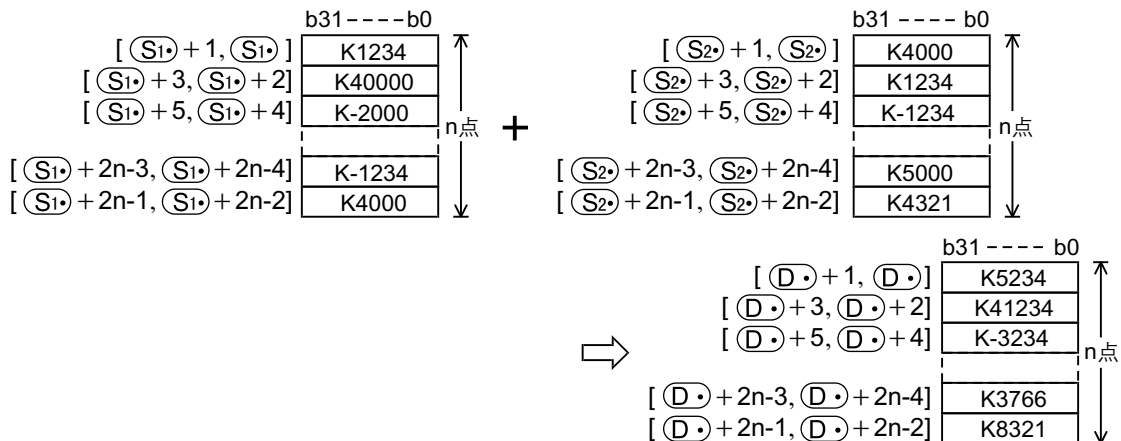 b31----b0
[(S1•)+1,(S1•)] K1234
[(S1•)+3,(S1•)+2] K40000
[(S1•)+5,(S1•)+4] K-2000
n点
[(S1•)+2n-3,(S1•)+2n-4] K-1234
[(S1•)+2n-1,(S1•)+2n-2] K4000
+
b31 ---- b0
[(S2•)+1,(S2•)] K4000
[(S2•)+3,(S2•)+2] K1234
[(S2•)+5,(S2•)+4] K-1234
n点
[(S2•)+2n-3,(S2•)+2n-4] K5000
[(S2•)+2n-1,(S2•)+2n-2] K4321
b31 ---- b0
[(D•)+1,(D•)] K5234
[(D•)+3,(D•)+2] K41234
[(D•)+5,(D•)+4] K-3234
n点
[(D•)+2n-3,(D•)+2n-4] K3766
[(D•)+2n-1,(D•)+2n-2] K8321